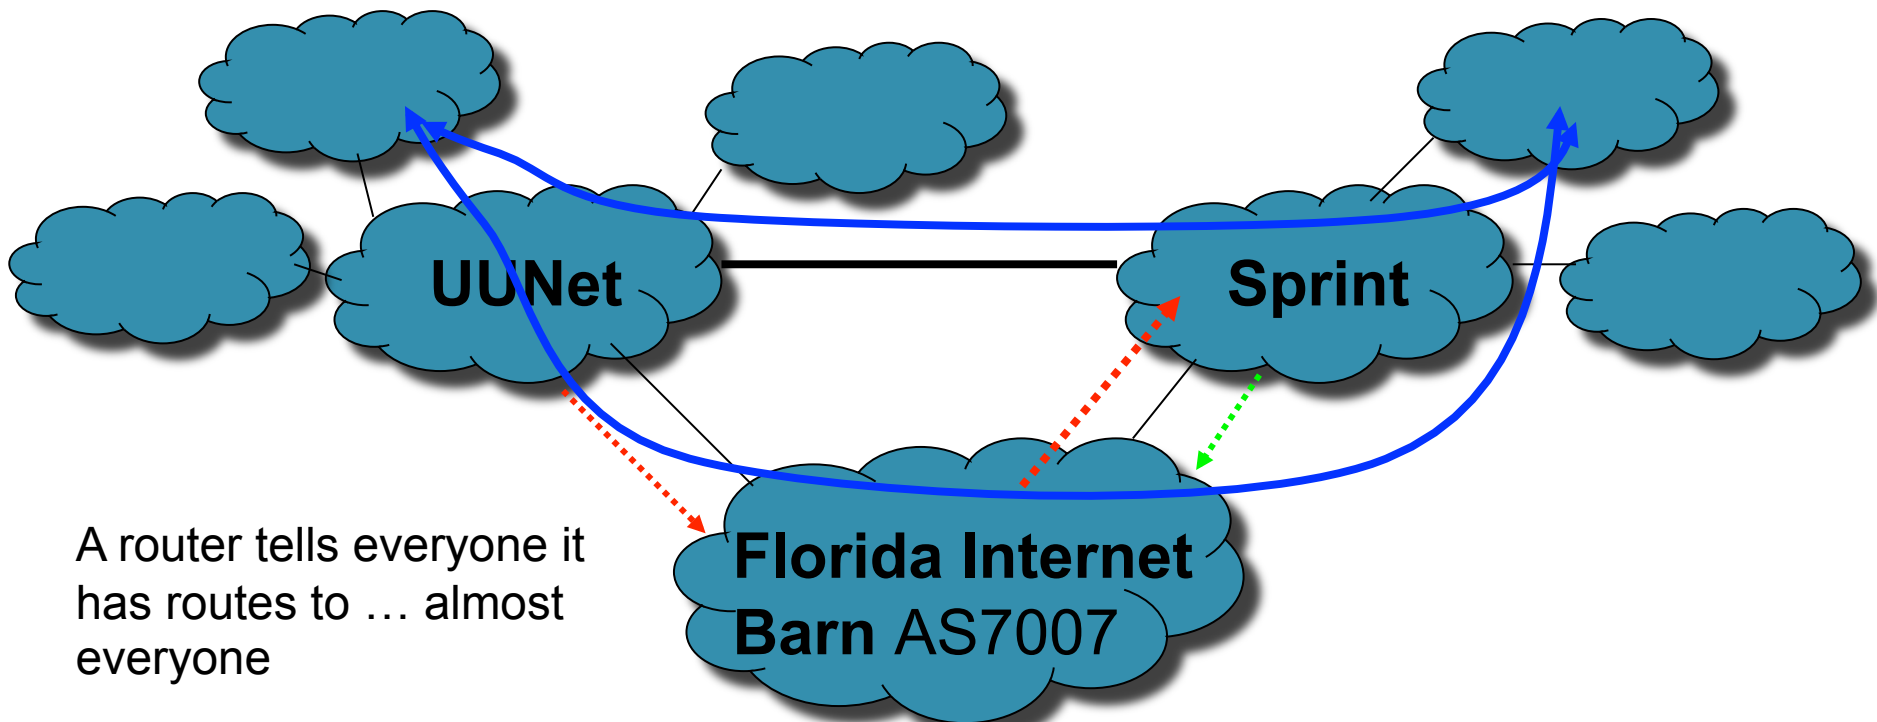 UUNet
Sprint
Florida Internet
Barn AS7007
A router tells everyone it
has routes to … almost
everyone